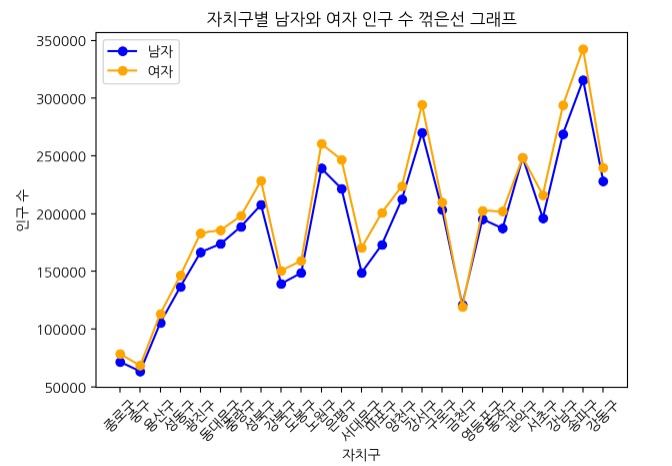 자치구별 남자와 여자 인구 수 꺾은선 그래프
남자
여자
350000
300000
250000
200000
150000
100000
50000
인구 수
종로구
중구
용산구
성동구
광진구
동대문구
중랑구
성북구
강북구
도봉구
노원구
은평구
서대문구
마포구
양천구
강서구
구로구
금천구
영등포구
동작구
관악구
서초구
강남구
송파구
강동구
자치구